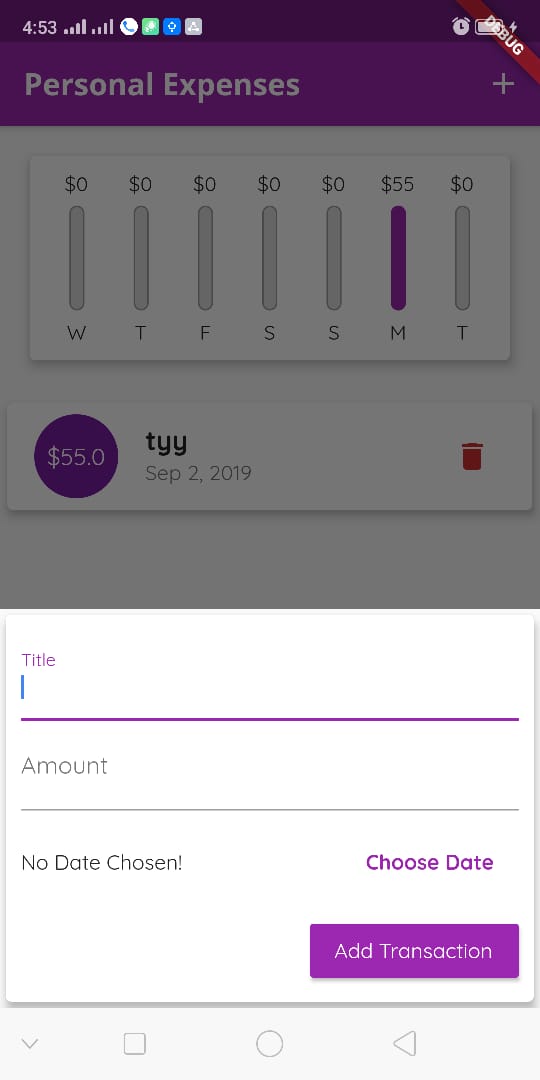 4:53
DEBUG
Personal Expenses
$0 $0 $0 $0 $0 $55 $0
W T F S S M T
$55.0
tyy
Sep 2, 2019
Title
Amount
No Date Chosen! Choose Date
Add Transaction